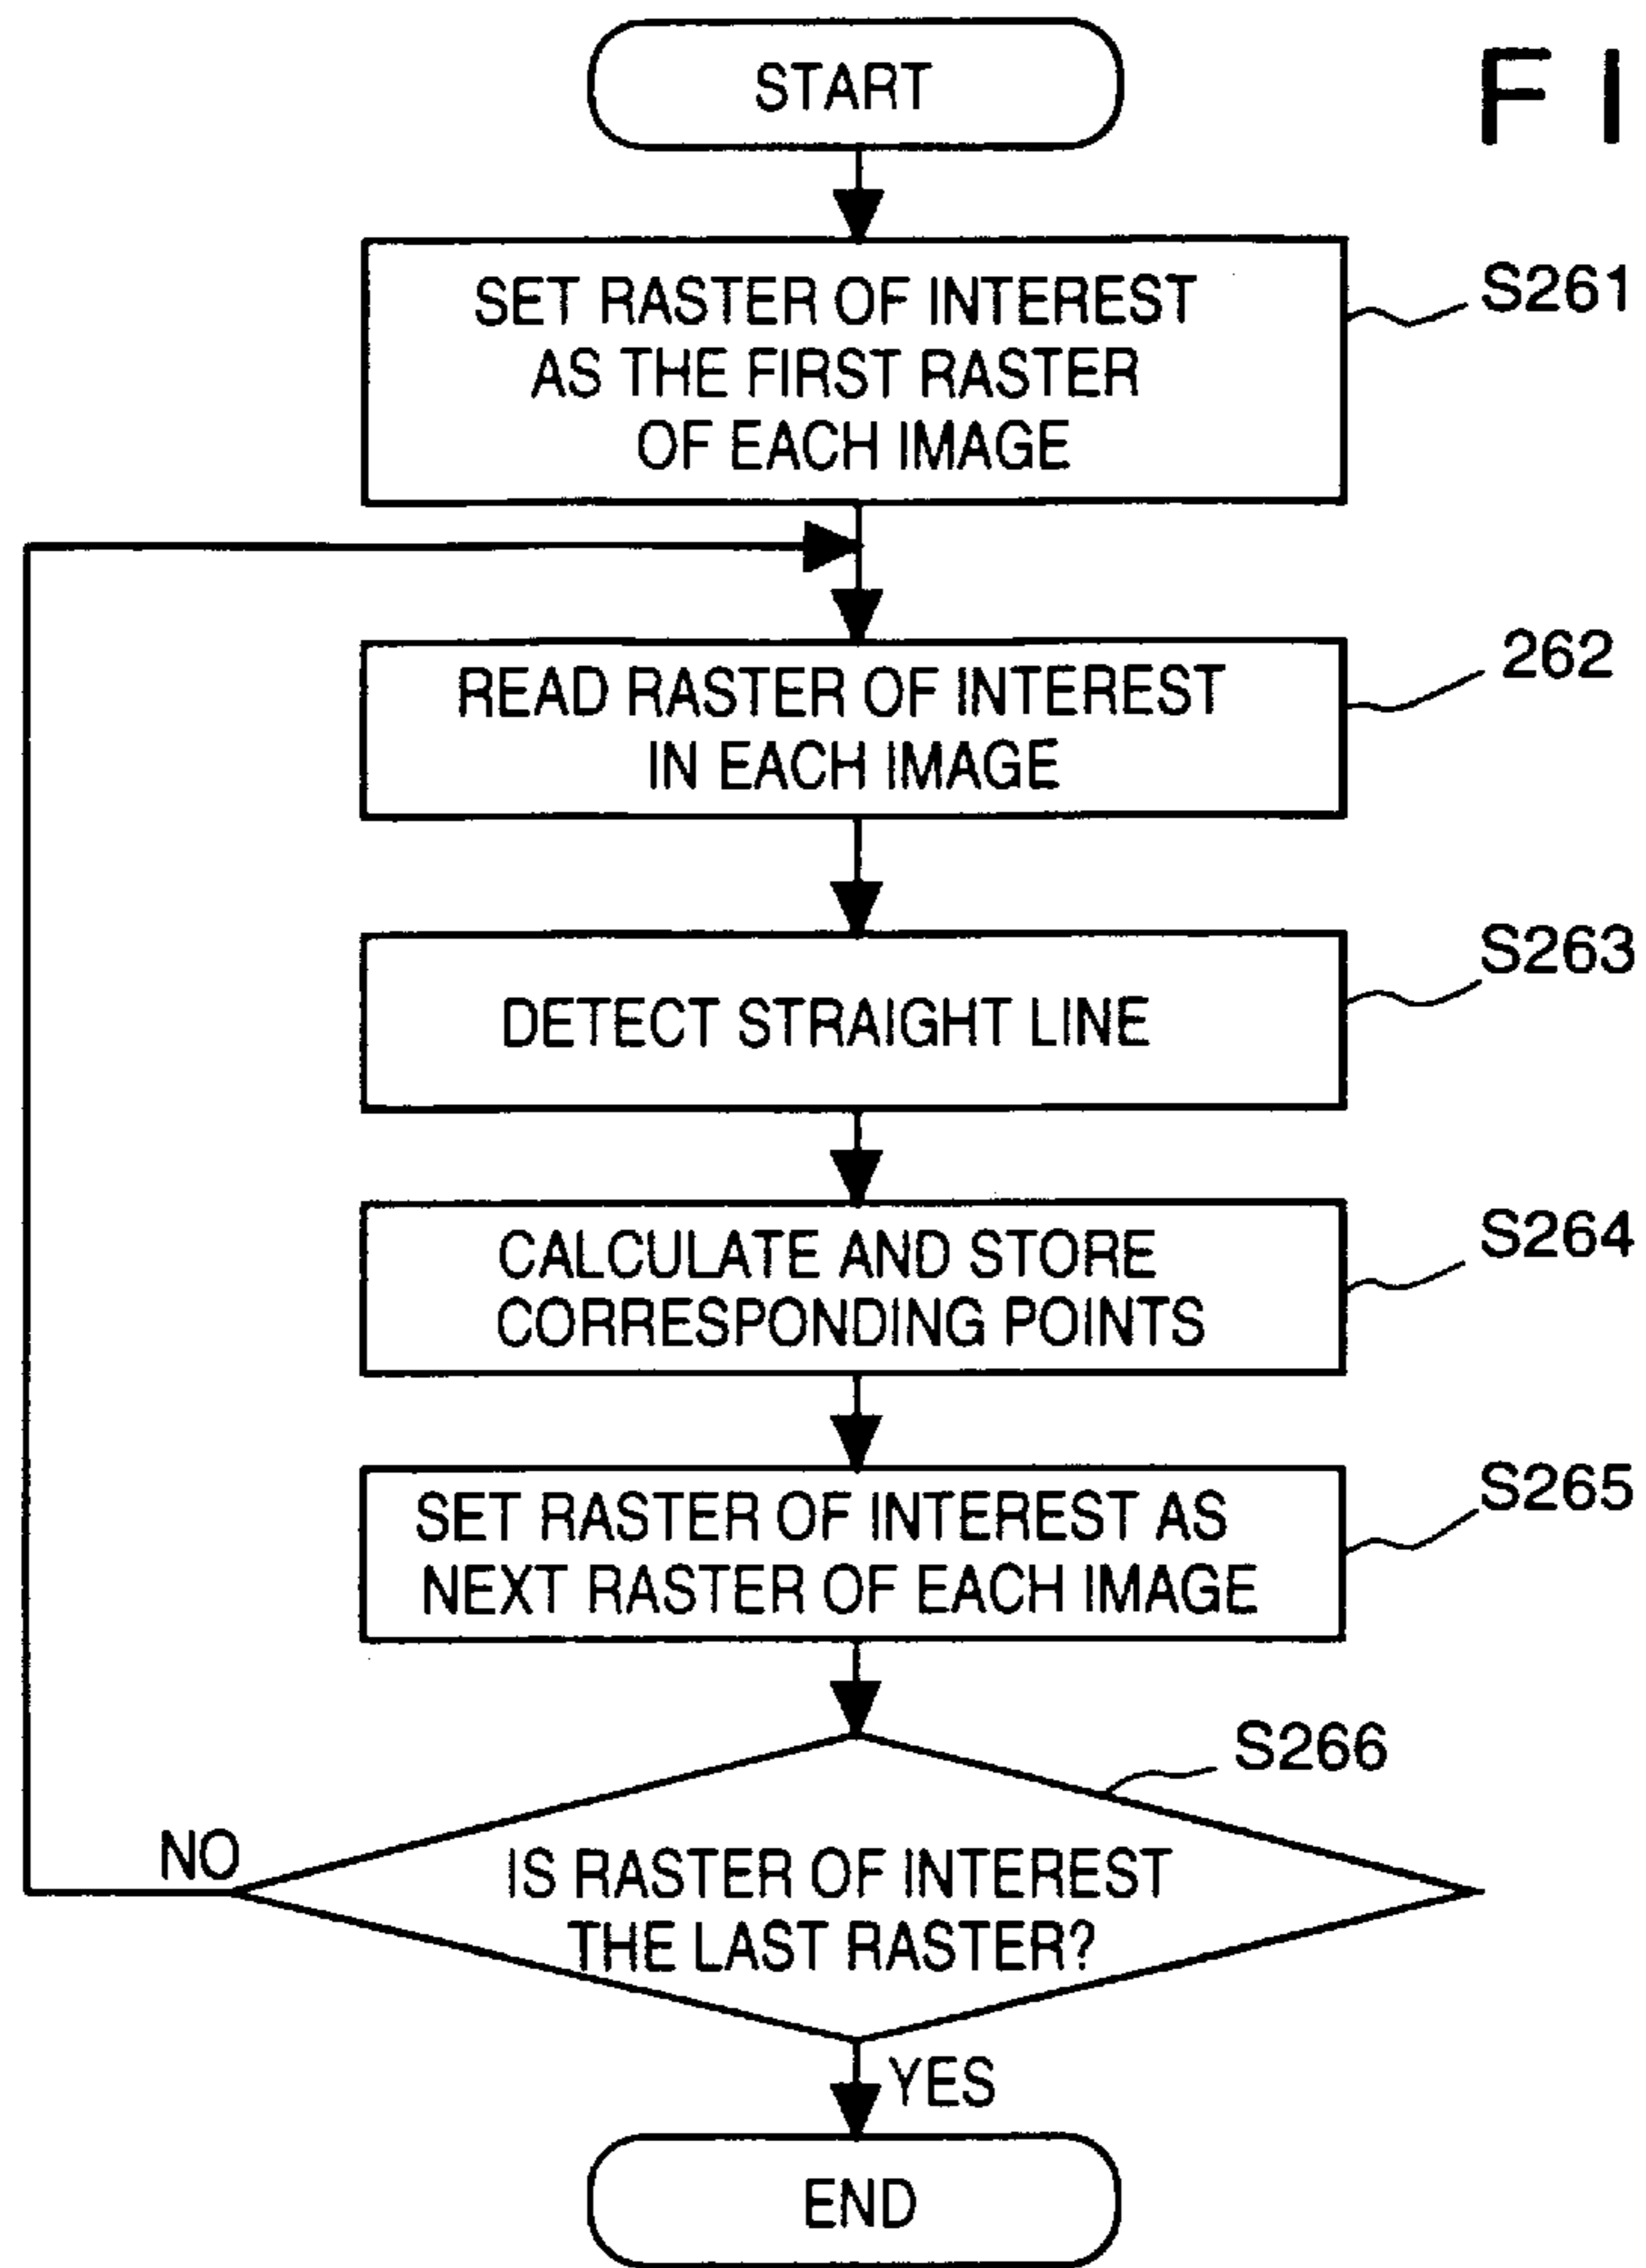 START
F I
SET RASTER OF INTEREST
AS THE FIRST RASTER
OF EACH IMAGE
S261
READ RASTER OF INTEREST
IN EACH IMAGE
262
DETECT STRAIGHT LINE
S263
CALCULATE AND STORE
CORRESPONDING POINTS
S264
SET RASTER OF INTEREST AS
NEXT RASTER OF EACH IMAGE
S265
S266
NO
IS RASTER OF INTEREST
THE LAST RASTER?
YES
END